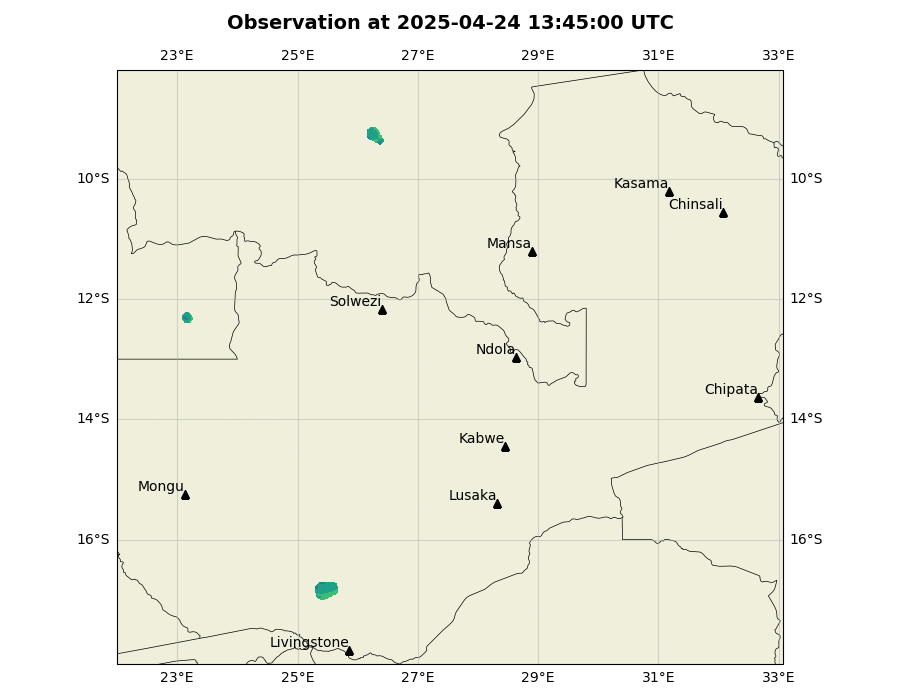 Observation at 2025-04-24 13:45:00 UTC
23°E 25°E 27°E 29°E 31°E 33°E
10°S 10°S
Kasama
Chinsali
Mansa
12°S 12°S
Solwezi
Ndola
Chipata
14°S 14°S
Kabwe
Mongu
Lusaka
16°S 16°S
Livingstone
23°E 25°E 27°E 29°E 31°E 33°E